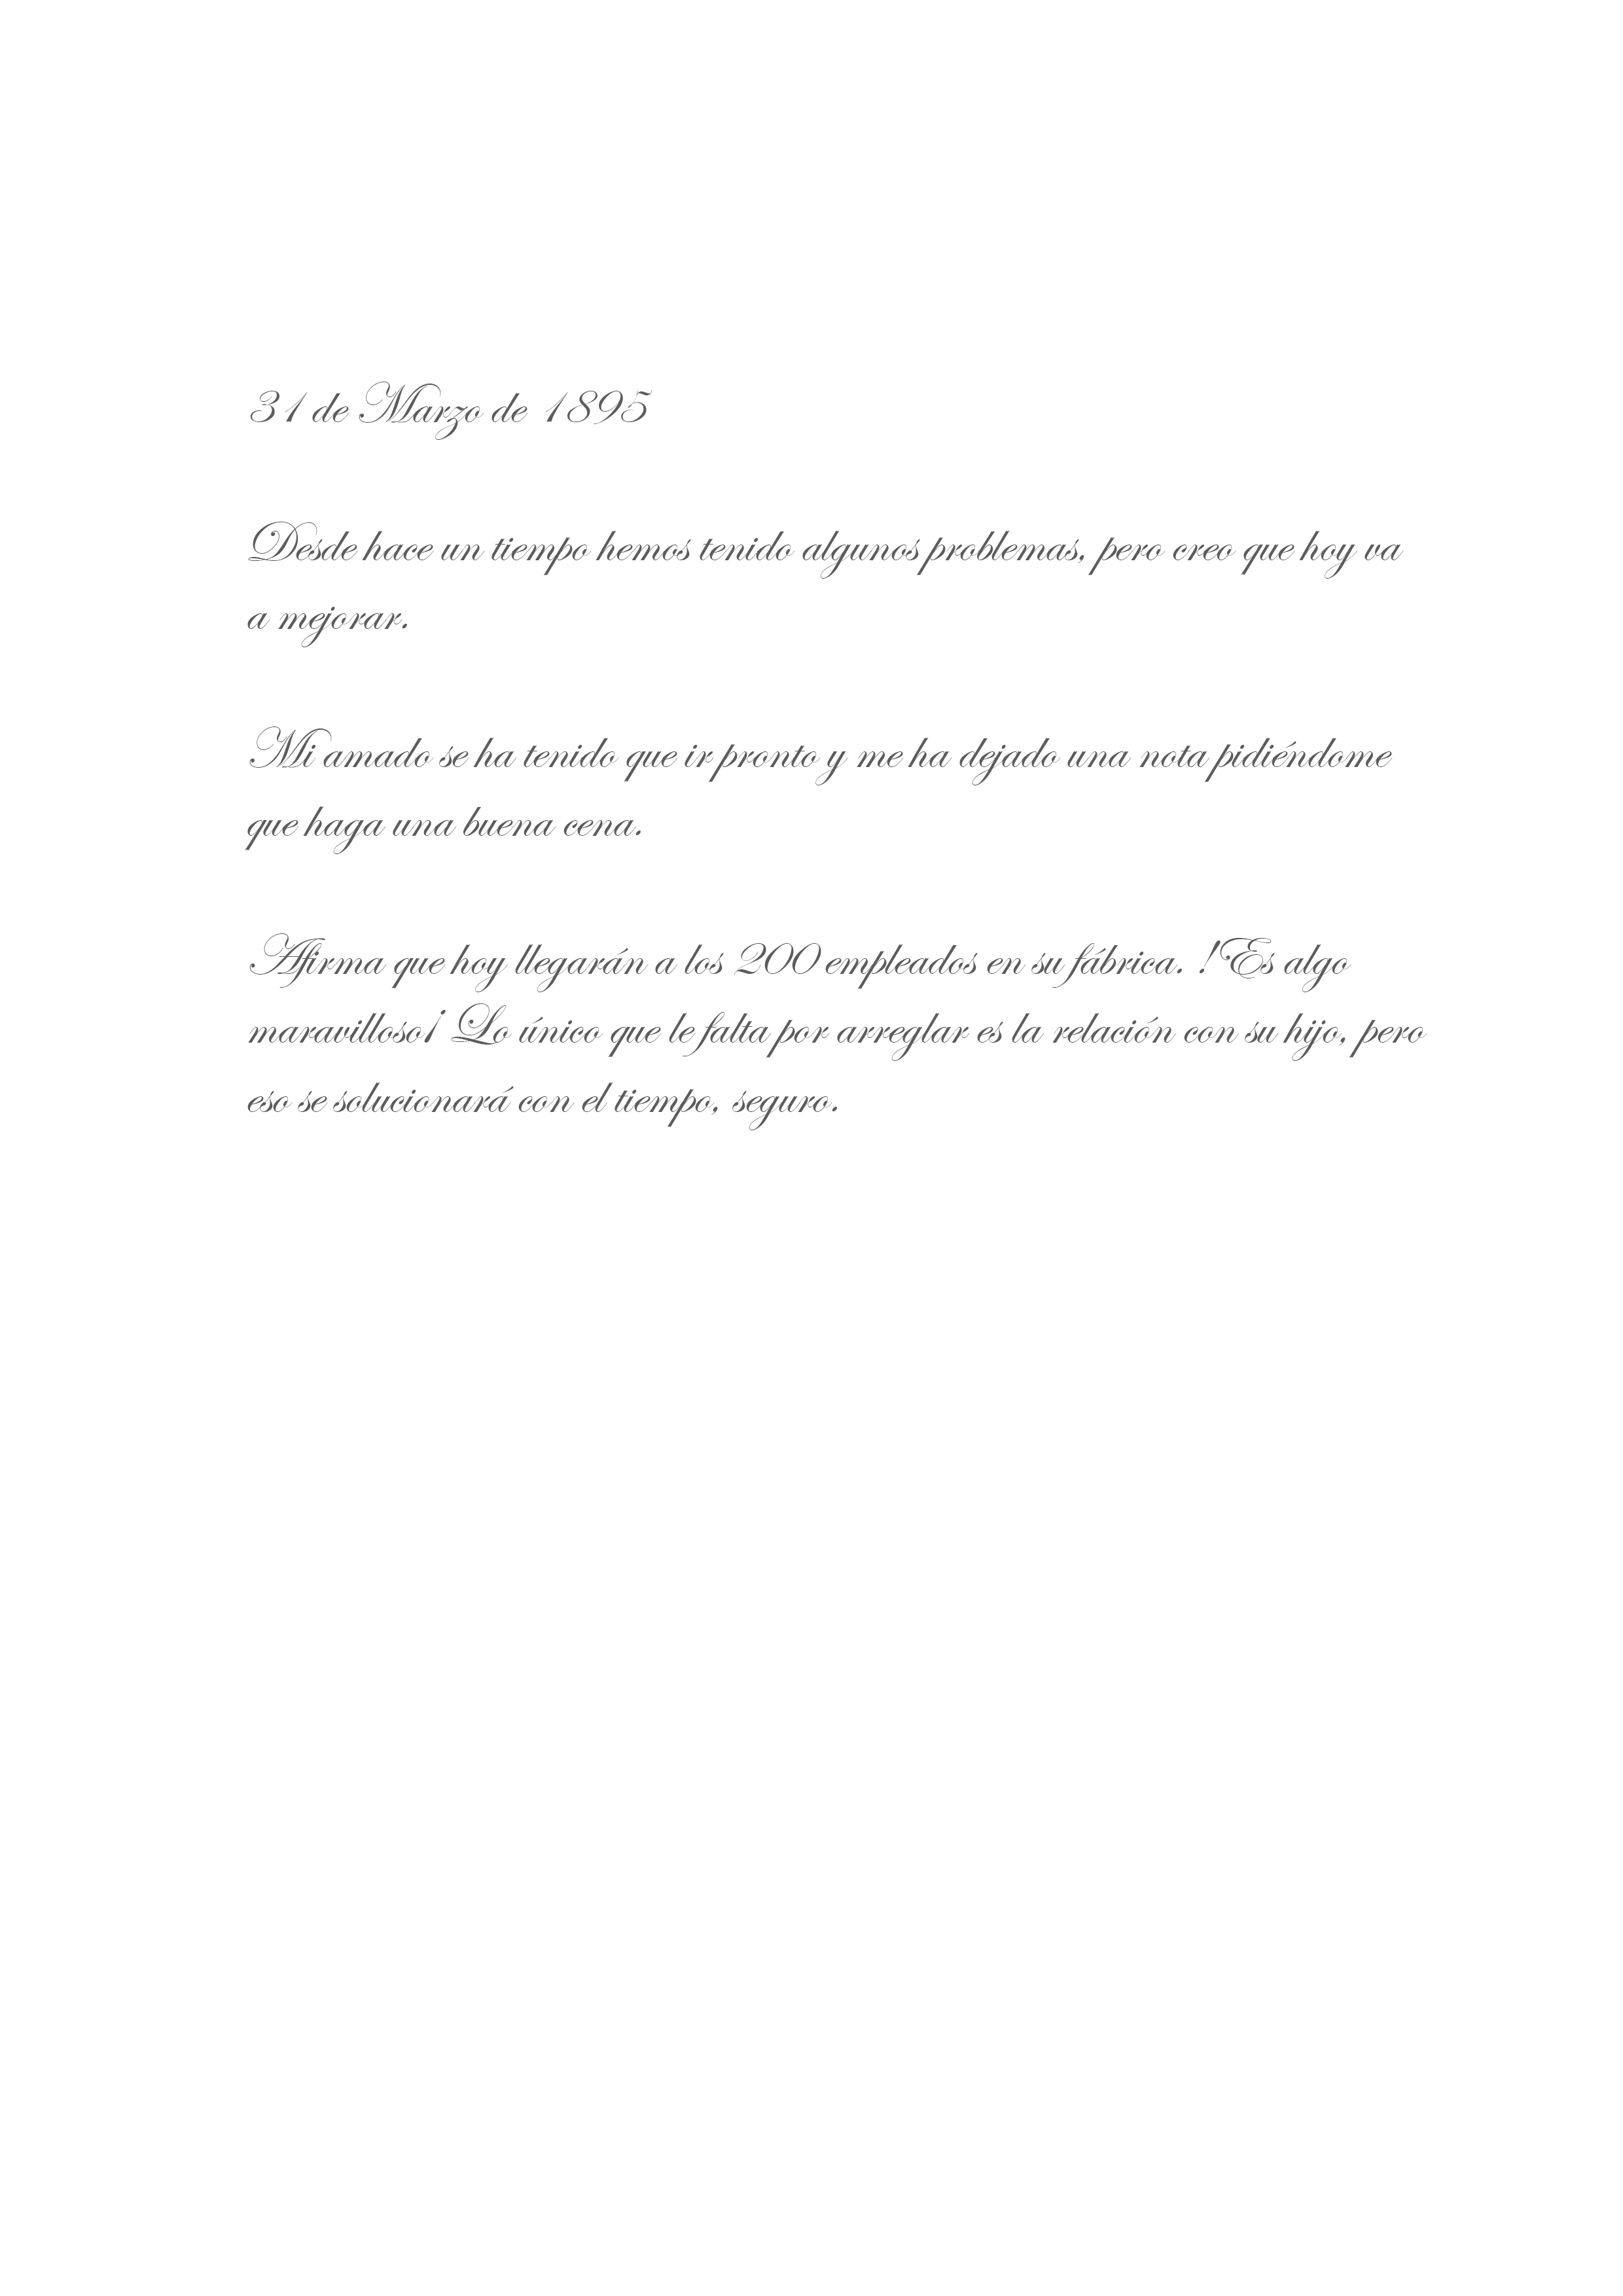 31 de Marzo de 1895
Desde hace un tiempo hemos tenido algunos problemas, pero creo que hoy va
a mejorar.
Mi amado se ha tenido que ir pronto y me ha dejado una nota pidiéndome
que haga una buena cena.
Afirma que hoy llegarán a los 200 empleados en su fábrica. !Es algo
maravilloso¡ Lo único que le falta por arreglar es la relación con su hijo, pero
eso se solucionará con el tiempo, seguro.